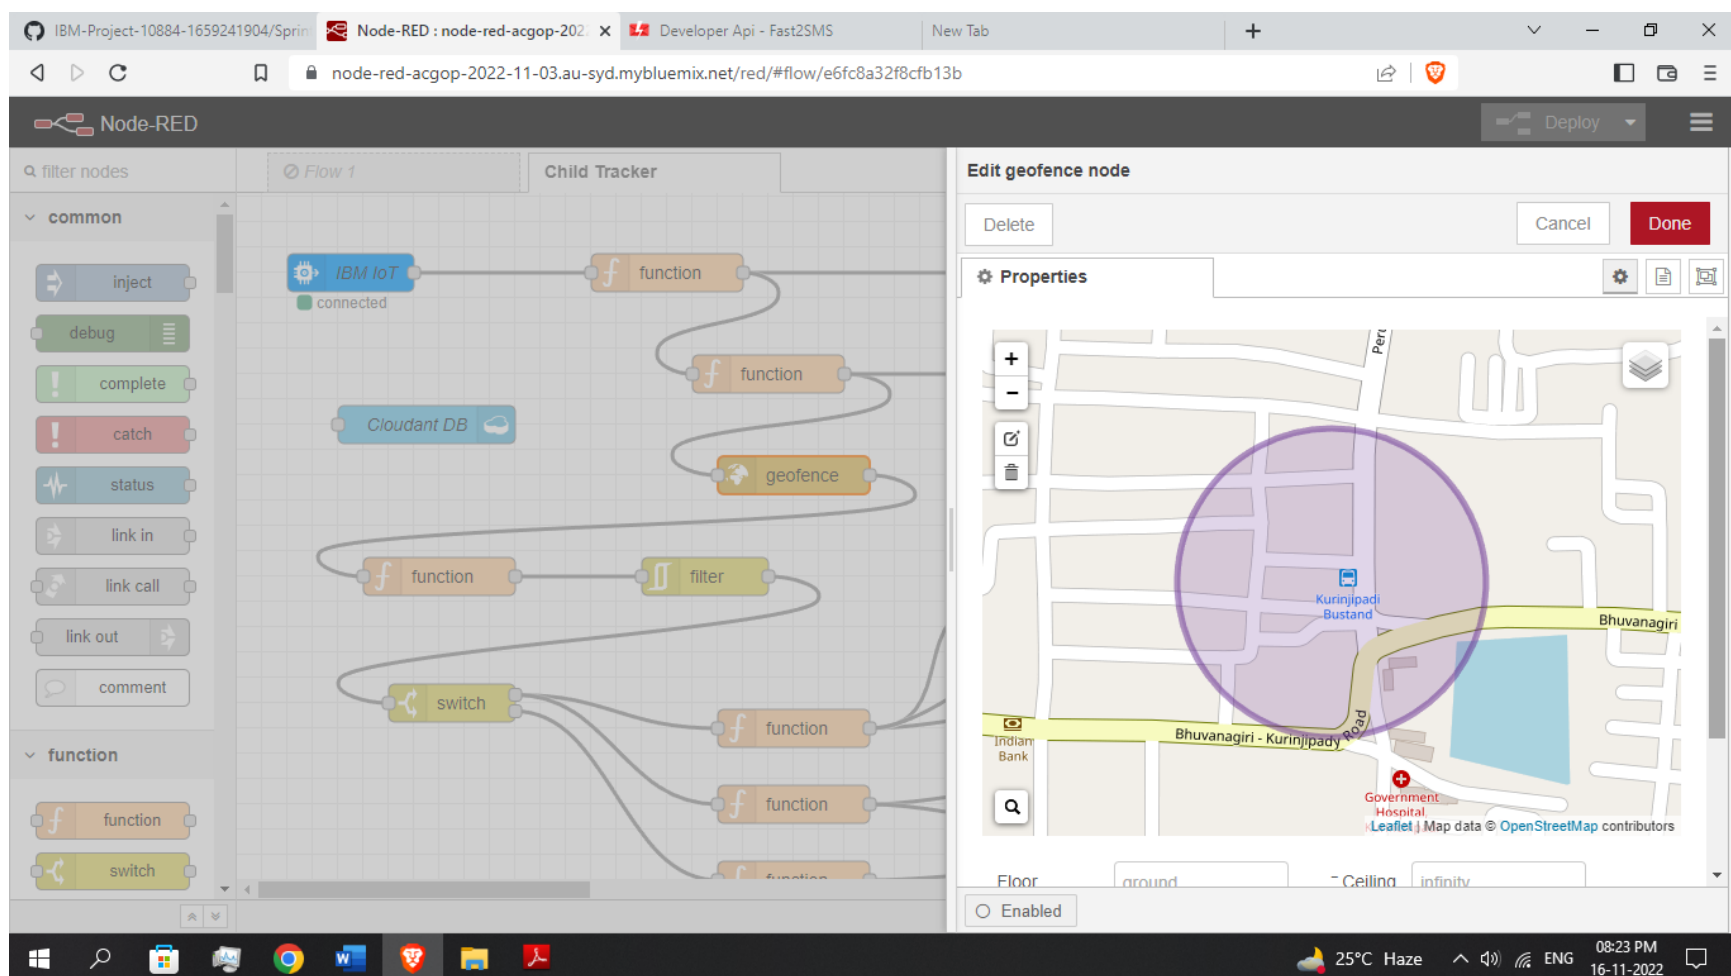 IBM-Project-10884-1659241904/Sprin
Node-RED : node-red-acgop-202
Developer Api - Fast2SMS
New Tab
node-red-acgop-2022-11-03.au-syd.mybluemix.net/red/#flow/e6fc8a32f8cfb13b
Node-RED
Deploy
filter nodes
Flow 1
Child Tracker
Edit geofence node
common
Delete
Cancel
Done
Properties
inject
IBM IoT
function
connected
debug
complete
function
catch
Cloudant DB
status
geofence
link in
link call
function
filter
link out
comment
switch
function
function
function
switch
function
function
Peru
Kurinjipadi
Bustand
Bhuvanagiri
Bhuvanagiri - Kurinjipady Road
Indian
Bank
Government
Hospital
Leaflet | Map data © OpenStreetMap contributors
Floor
ground
Ceiling
infinity
Enabled
25°C Haze
ENG
08:23 PM
16-11-2022